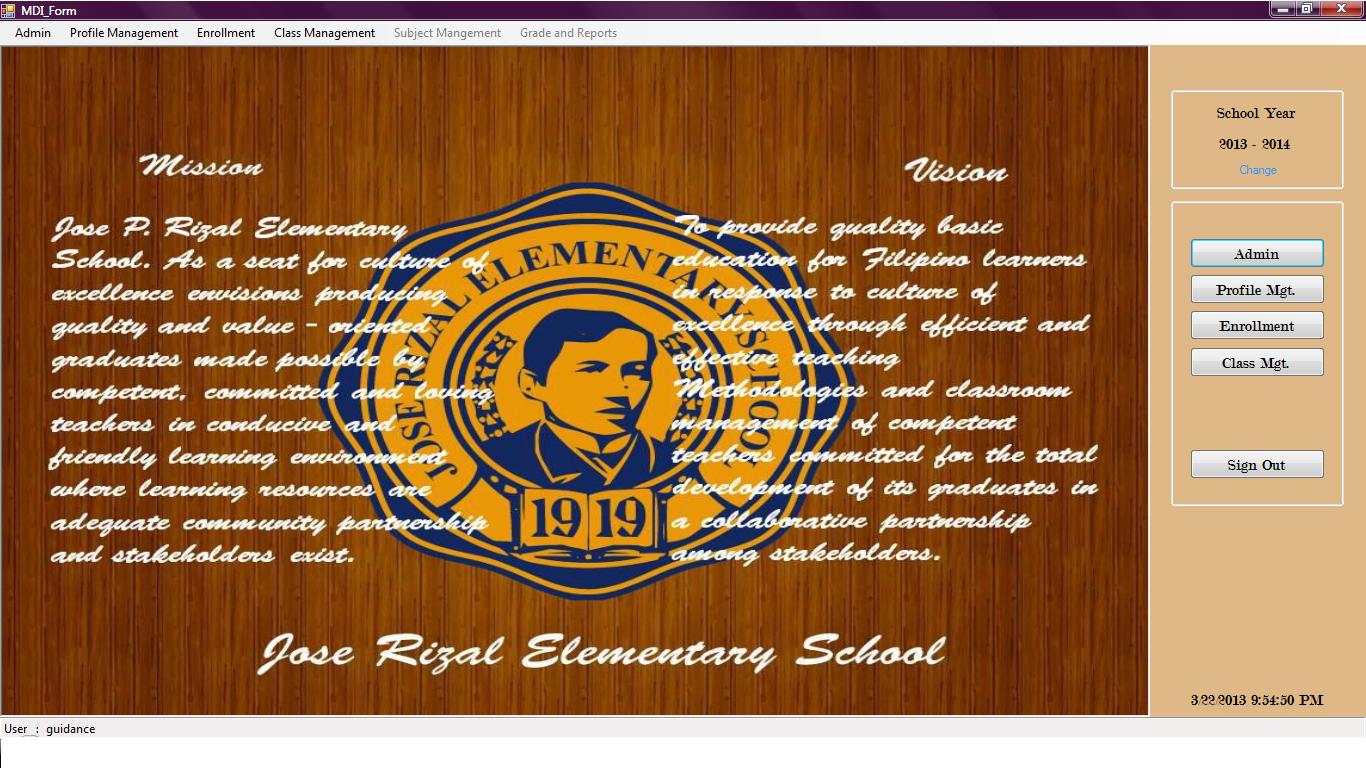 MDI_Form
Admin Profile Management Enrollment Class Management Subject Mangement Grade and Reports
Mission
Jose P. Rizal Elementary
School. As a seat for culture of
excellence envisions producing
quality and value - oriented
graduates made possible by
competent, committed and loving
teachers in conducive and
friendly learning environment
where learning resources are
adequate community partnership
and stakeholders exist.
JOSE RIZAL ELEMENTARY SCHOOL
1919
Vision
To provide quality basic
education for Filipino learners
in response to culture of
excellence through efficient and
effective teaching
Methodologies and classroom
management of competent
teachers committed for the total
development of its graduates in
a collaborative partnership
among stakeholders.
Jose Rizal Elementary School
School Year
2013 - 2014
Change
Admin
Profile Mgt.
Enrollment
Class Mgt.
Sign Out
3/22/2013 9:54:50 PM
User : guidance